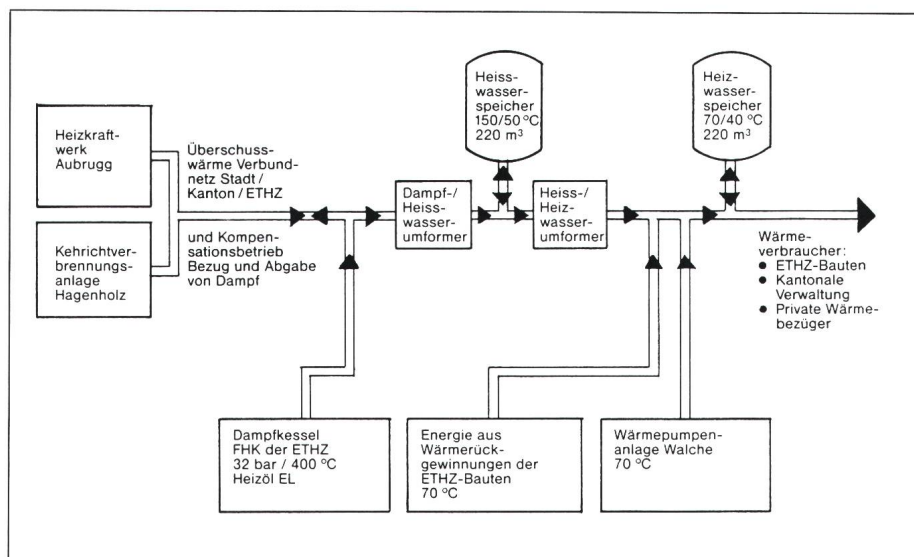 Heizkraft-
werk
Aubrugg
Kehrichtver-
brennungs-
anlage
Hagenholz
Überschuss-
wärme Verbund-
netz Stadt /
Kanton / ETHZ
und Kompen-
sationsbetrieb
Bezug und Abgabe
von Dampf
Dampf-/
Heiss-
wasser-
umformer
Heiss-
wasser-
speicher
150/50 °C
220 m³
Heiss-/
Heiz-
wasser-
umformer
Heiz-
wasser-
speicher
70/40 °C
220 m³
Wärme-
verbraucher:
● ETHZ-Bauten
● Kantonale
Verwaltung
● Private Wärme-
bezüger
Dampfkessel
FHK der ETHZ
32 bar / 400 °C
Heizöl EL
Energie aus
Wärmerück-
gewinnungen der
ETHZ-Bauten
70 °C
Wärmepumpen-
anlage Walche
70 °C